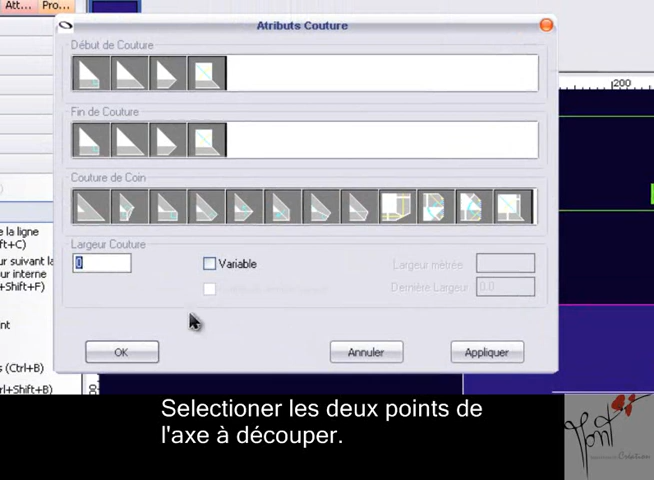 Att... Pro...
Atributs Couture
Début de Couture
Fin de Couture
Couture de Coin
Largeur Couture
0
Variable
Largeur mètrée
Dernière Largeur 0.0
OK
Annuler
Appliquer
200
e la ligne
ft+C)
ur suivant la
ur interne
+Shift+F)
nt
s (Ctrl+B)
rl+Shift+B)
Selectioner les deux points de
l'axe à découper.